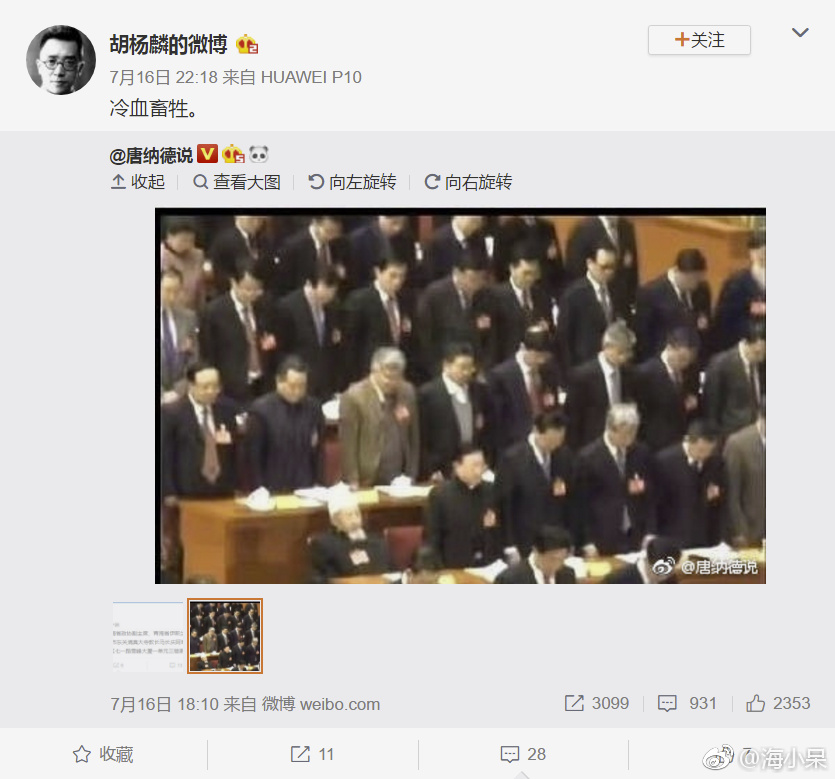 胡杨麟的微博
+关注
7月16日 22:18 来自 HUAWEI P10
冷血畜牲。
@唐纳德说 V
收起 查看大图 向左旋转 向右旋转
@唐纳德说
7月16日 18:10 来自 微博 weibo.com
3099 931 2353
收藏 11 28 7
@海小呆